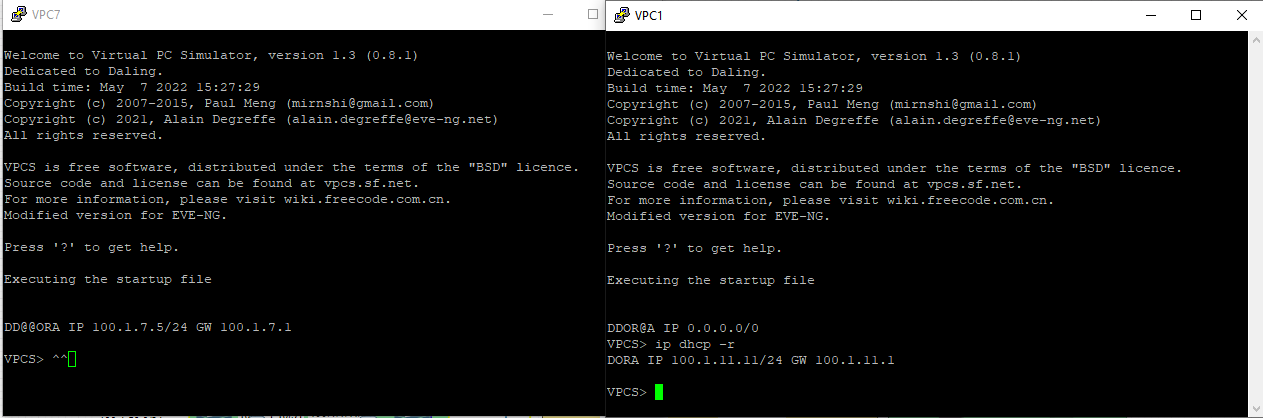 VPC7
Welcome to Virtual PC Simulator, version 1.3 (0.8.1)
Dedicated to Daling.
Build time: May  7 2022 15:27:29
Copyright (c) 2007-2015, Paul Meng (mirnshi@gmail.com)
Copyright (c) 2021, Alain Degreffe (alain.degreffe@eve-ng.net)
All rights reserved.
VPCS is free software, distributed under the terms of the "BSD" licence.
Source code and license can be found at vpcs.sf.net.
For more information, please visit wiki.freecode.com.cn.
Modified version for EVE-NG.
Press '?' to get help.
Executing the startup file
DD@@ORA IP 100.1.7.5/24 GW 100.1.7.1
VPCS> ^^
VPC1
Welcome to Virtual PC Simulator, version 1.3 (0.8.1)
Dedicated to Daling.
Build time: May  7 2022 15:27:29
Copyright (c) 2007-2015, Paul Meng (mirnshi@gmail.com)
Copyright (c) 2021, Alain Degreffe (alain.degreffe@eve-ng.net)
All rights reserved.
VPCS is free software, distributed under the terms of the "BSD" licence.
Source code and license can be found at vpcs.sf.net.
For more information, please visit wiki.freecode.com.cn.
Modified version for EVE-NG.
Press '?' to get help.
Executing the startup file
DDOR@A IP 0.0.0.0/0
VPCS> ip dhcp -r
DORA IP 100.1.11.11/24 GW 100.1.11.1
VPCS>